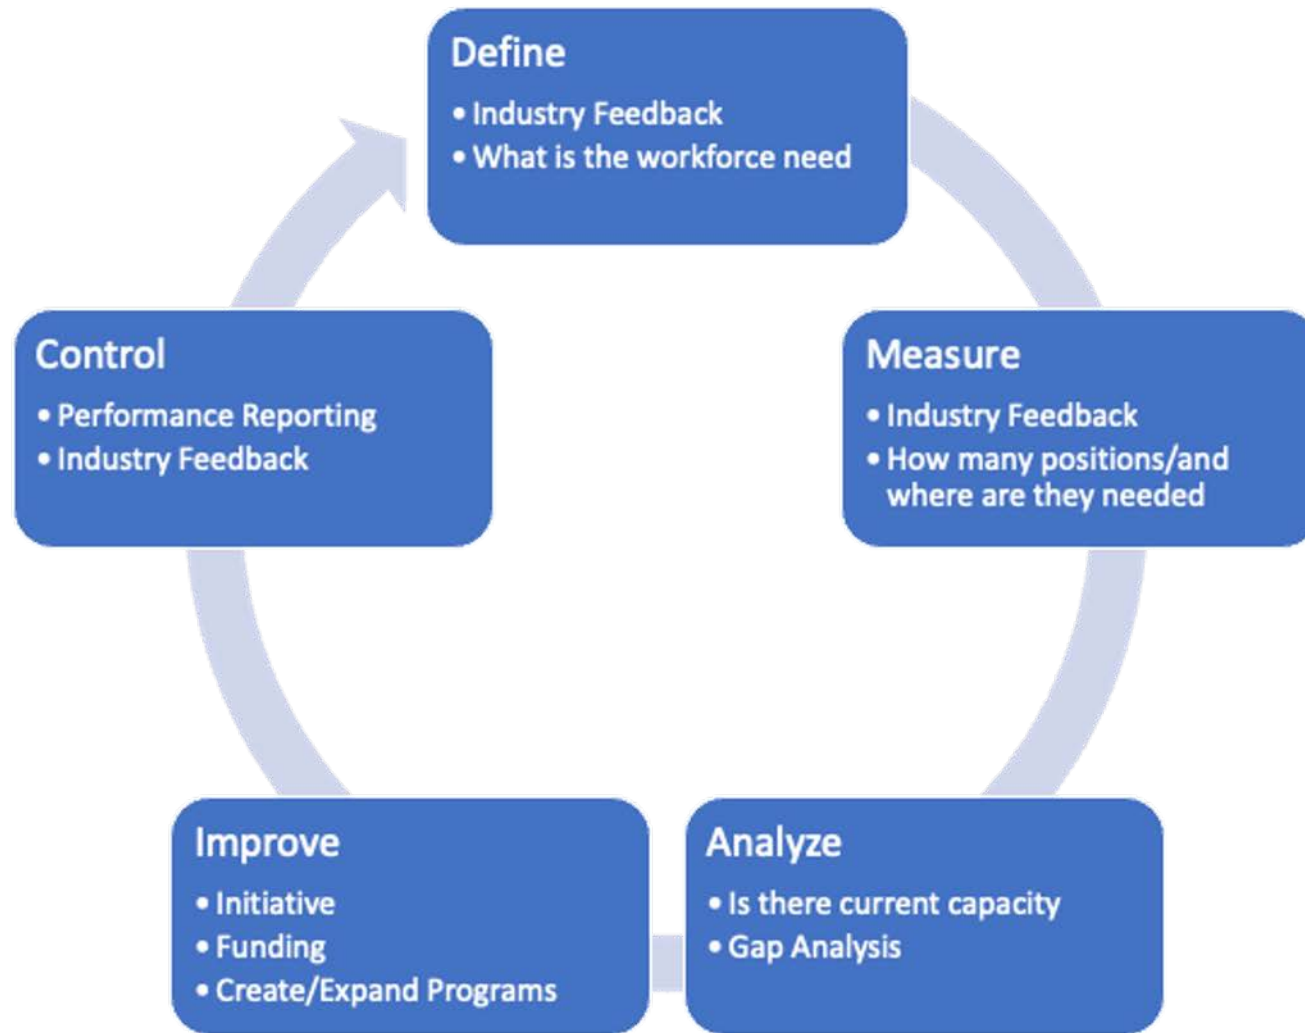 Define
• Industry Feedback
• What is the workforce need
Measure
• Industry Feedback
• How many positions/and
where are they needed
Analyze
• Is there current capacity
• Gap Analysis
Improve
• Initiative
• Funding
• Create/Expand Programs
Control
• Performance Reporting
• Industry Feedback